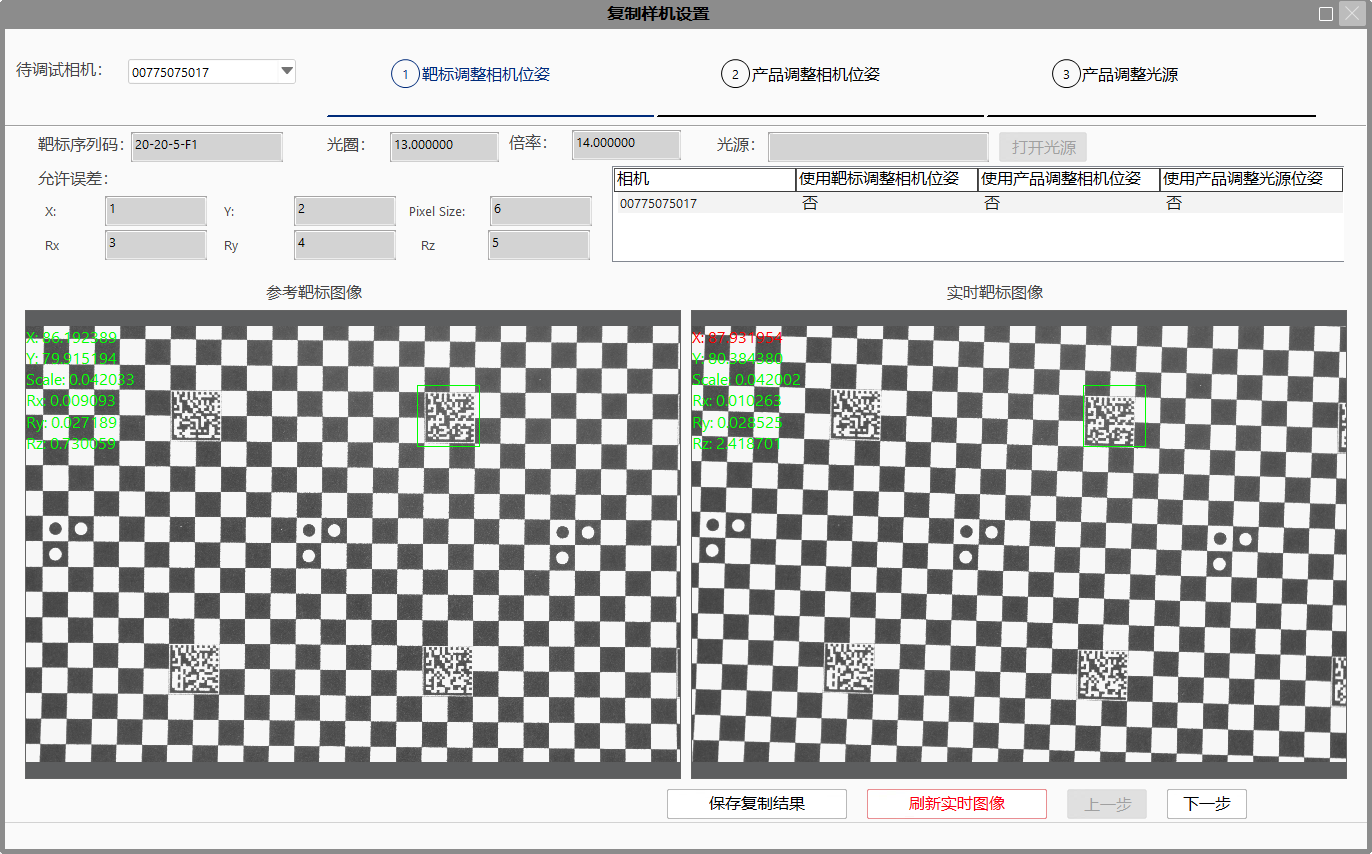 复制样机设置
待调试相机：
00775075017
1 靶标调整相机位姿
2 产品调整相机位姿
3 产品调整光源
靶标序列码：
20-20-5-F1
光圈：
13.000000
倍率：
14.000000
光源：
打开光源
允许误差：
X:
1
Y:
2
Pixel Size:
6
Rx
3
Ry
4
Rz
5
相机 使用靶标调整相机位姿 使用产品调整相机位姿 使用产品调整光源位姿
00775075017 否 否 否
参考靶标图像
X: 86.192389
Y: 79.915194
Scale: 0.042033
Rx: 0.009093
Ry: 0.027189
Rz: 0.730059
实时靶标图像
X: 87.931954
Y: 80.384380
Scale: 0.042002
Rx: 0.010263
Ry: 0.028525
Rz: 2.418701
保存复制结果
刷新实时图像
上一步
下一步